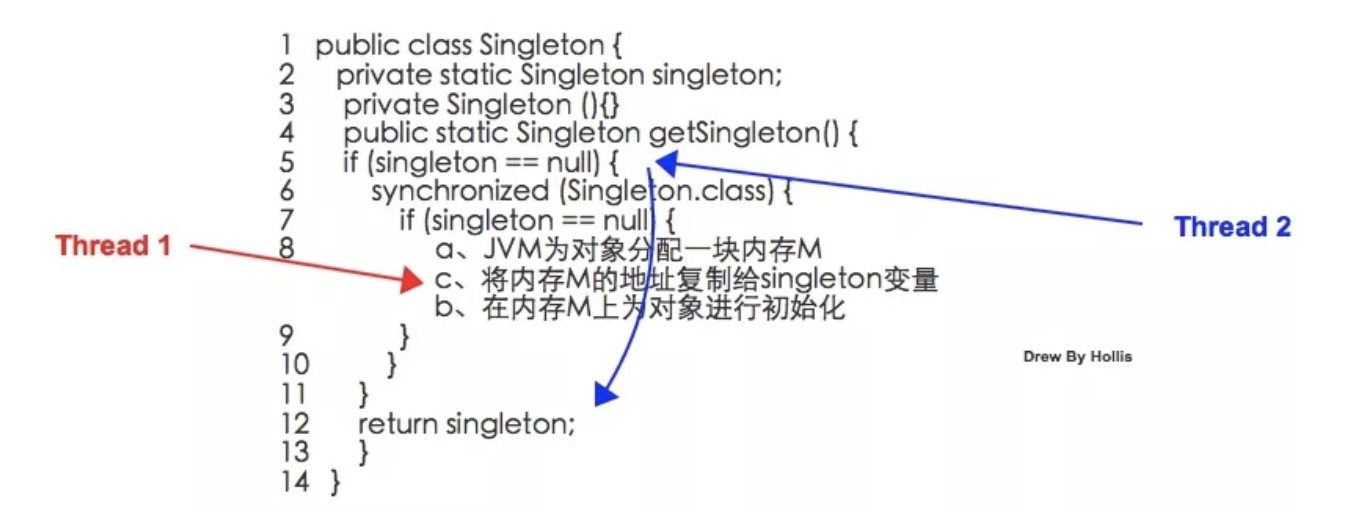 1 public class Singleton {
2 private static Singleton singleton;
3 private Singleton (){}
4 public static Singleton getSingleton() {
5 if (singleton == null) {
6 synchronized (Singleton.class) {
7 if (singleton == null) {
Thread 2
Thread 1
8 a、JVM为对象分配一块内存M
c、将内存M的地址复制给singleton变量
b、在内存M上为对象进行初始化
9 }
10 }
Drew By Hollis
11 }
12 return singleton;
13 }
14 }